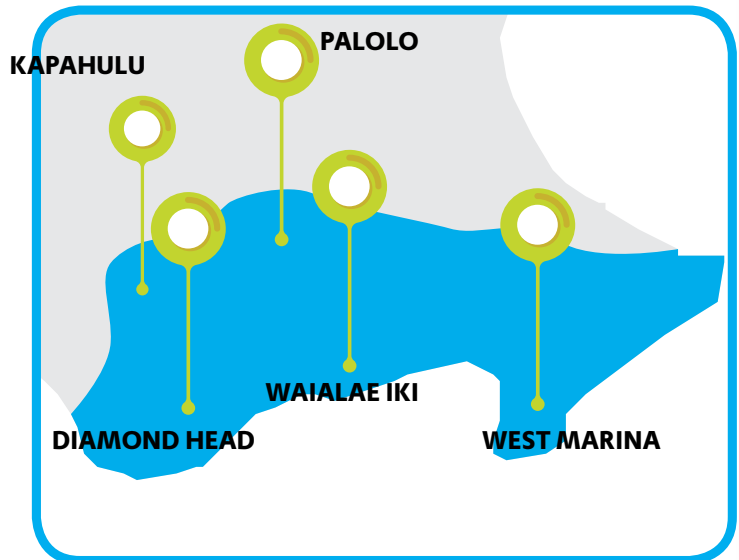 PALOLO
KAPAHULU
WAIALAE IKI
DIAMOND HEAD
WEST MARINA